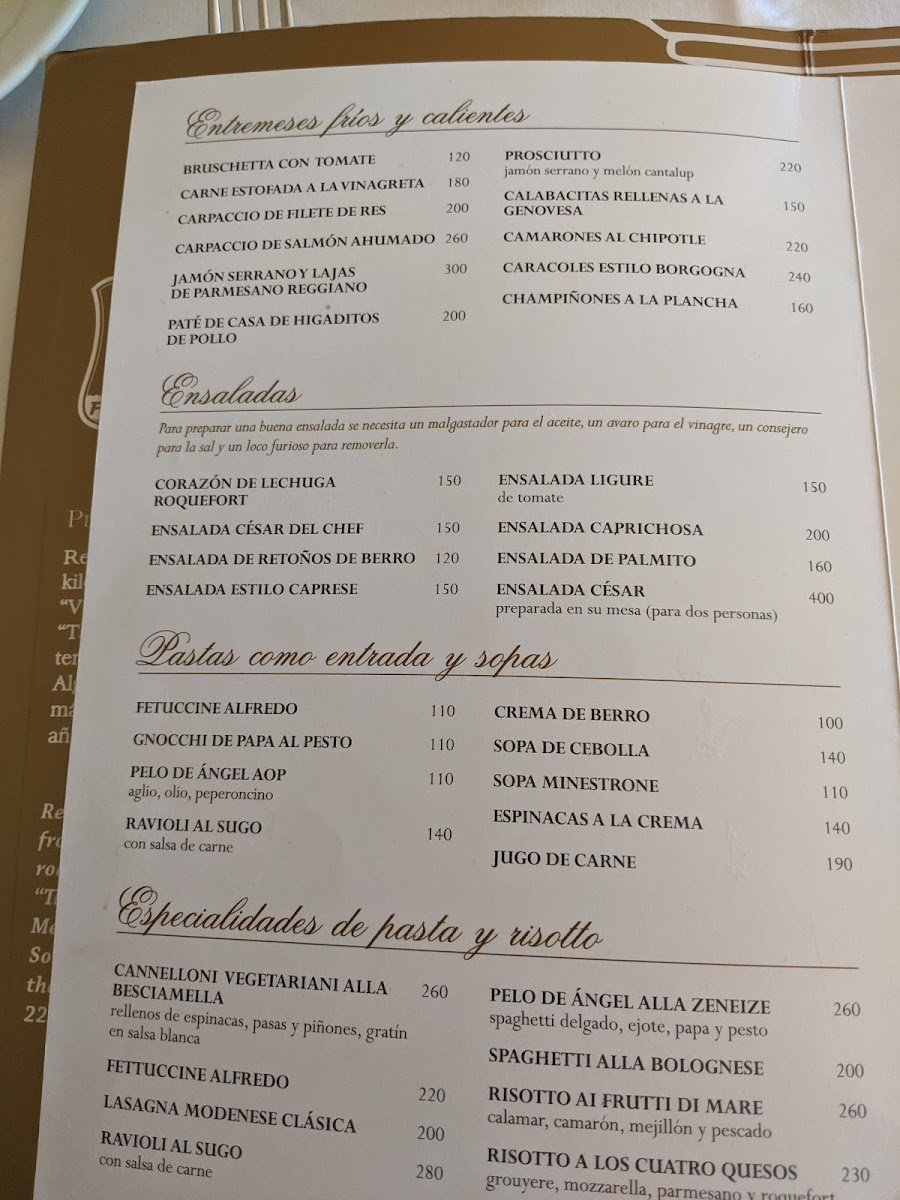 Entremeses fríos y calientes
BRUSCHETTA CON TOMATE 120
CARNE ESTOFADA A LA VINAGRETA 180
CARPACCIO DE FILETE DE RES 200
CARPACCIO DE SALMÓN AHUMADO 260
JAMÓN SERRANO Y LAJAS 300
DE PARMESANO REGGIANO
PATÉ DE CASA DE HIGADITOS 200
DE POLLO
PROSCIUTTO 220
jamón serrano y melón cantalup
CALABACITAS RELLENAS A LA
GENOVESA 150
CAMARONES AL CHIPOTLE 220
CARACOLES ESTILO BORGOGNA 240
CHAMPIÑONES A LA PLANCHA 160
Ensaladas
Para preparar una buena ensalada se necesita un malgastador para el aceite, un avaro para el vinagre, un consejero
para la sal y un loco furioso para removerla.
CORAZÓN DE LECHUGA 150
ROQUEFORT
ENSALADA CÉSAR DEL CHEF 150
ENSALADA DE RETOÑOS DE BERRO 120
ENSALADA ESTILO CAPRESE 150
ENSALADA LIGURE 150
de tomate
ENSALADA CAPRICHOSA 200
ENSALADA DE PALMITO 160
ENSALADA CÉSAR 400
preparada en su mesa (para dos personas)
Pastas como entrada y sopas
FETUCCINE ALFREDO 110
GNOCCHI DE PAPA AL PESTO 110
PELO DE ÁNGEL AOP 110
aglio, olio, peperoncino
RAVIOLI AL SUGO 140
con salsa de carne
CREMA DE BERRO 100
SOPA DE CEBOLLA 140
SOPA MINESTRONE 110
ESPINACAS A LA CREMA 140
JUGO DE CARNE 190
Especialidades de pasta y risotto
CANNELLONI VEGETARIANI ALLA 260
BESCIAMELLA
rellenos de espinacas, pasas y piñones, gratín
en salsa blanca
FETTUCCINE ALFREDO 220
LASAGNA MODENESE CLÁSICA 200
RAVIOLI AL SUGO 280
con salsa de carne
PELO DE ÁNGEL ALLA ZENEIZE 260
spaghetti delgado, ejote, papa y pesto
SPAGHETTI ALLA BOLOGNESE 200
RISOTTO AI FRUTTI DI MARE 260
calamar, camarón, mejillón y pescado
RISOTTO A LOS CUATRO QUESOS 230
grouyere, mozzarella, parmesano y roquefort